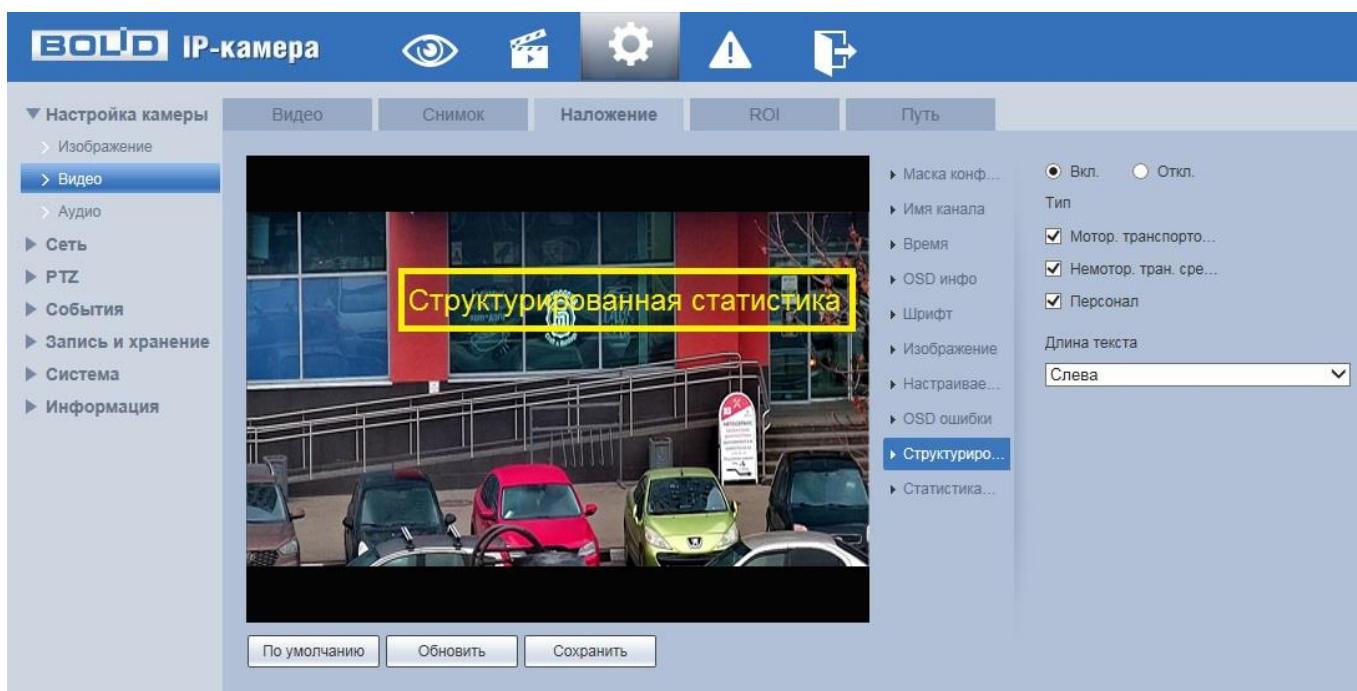 BOLID IP-камера
Настройка камеры
Изображение
Видео
Аудио
Сеть
PTZ
События
Запись и хранение
Система
Информация
Видео
Снимок
Наложение
ROI
Путь
Структурированная статистика
По умолчанию
Обновить
Сохранить
Маска конф...
Имя канала
Время
OSD инфо
Шрифт
Изображение
Настраивае...
OSD ошибки
Структуриро...
Статистика...
Вкл.
Откл.
Тип
Мотор. транспорто...
Немотор. тран. сре...
Персонал
Длина текста
Слева